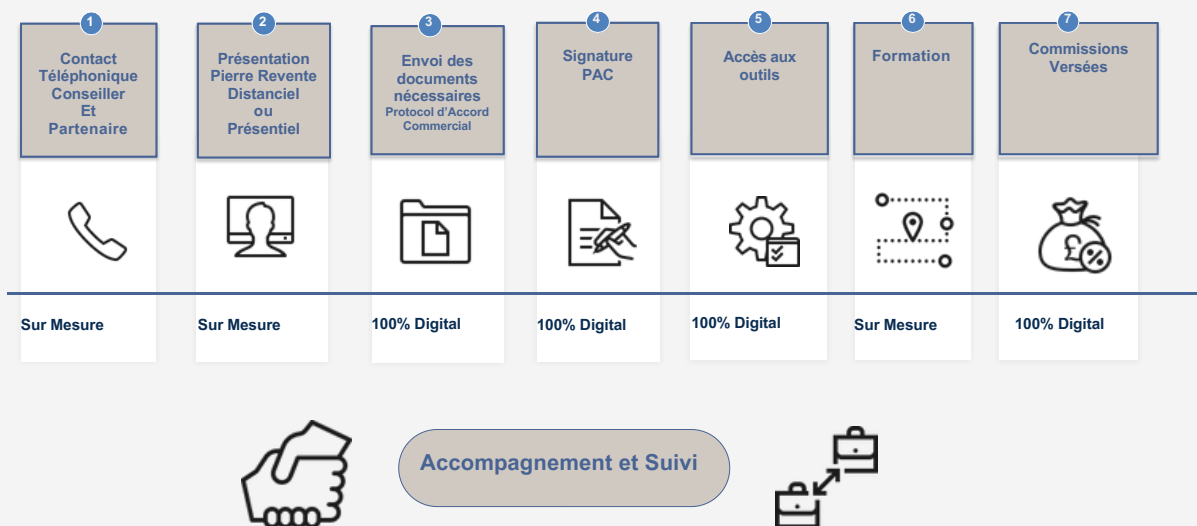 1
Contact
Téléphonique
Conseiller
Et
Partenaire
2
Présentation
Pierre Revente
Distanciel
ou
Présentiel
3
Envoi des
documents
nécessaires
Protocol d'Accord
Commercial
4
Signature
PAC
5
Accès aux
outils
6
Formation
7
Commissions
Versées
£
%
Sur Mesure
Sur Mesure
100% Digital
100% Digital
100% Digital
Sur Mesure
100% Digital
Accompagnement et Suivi